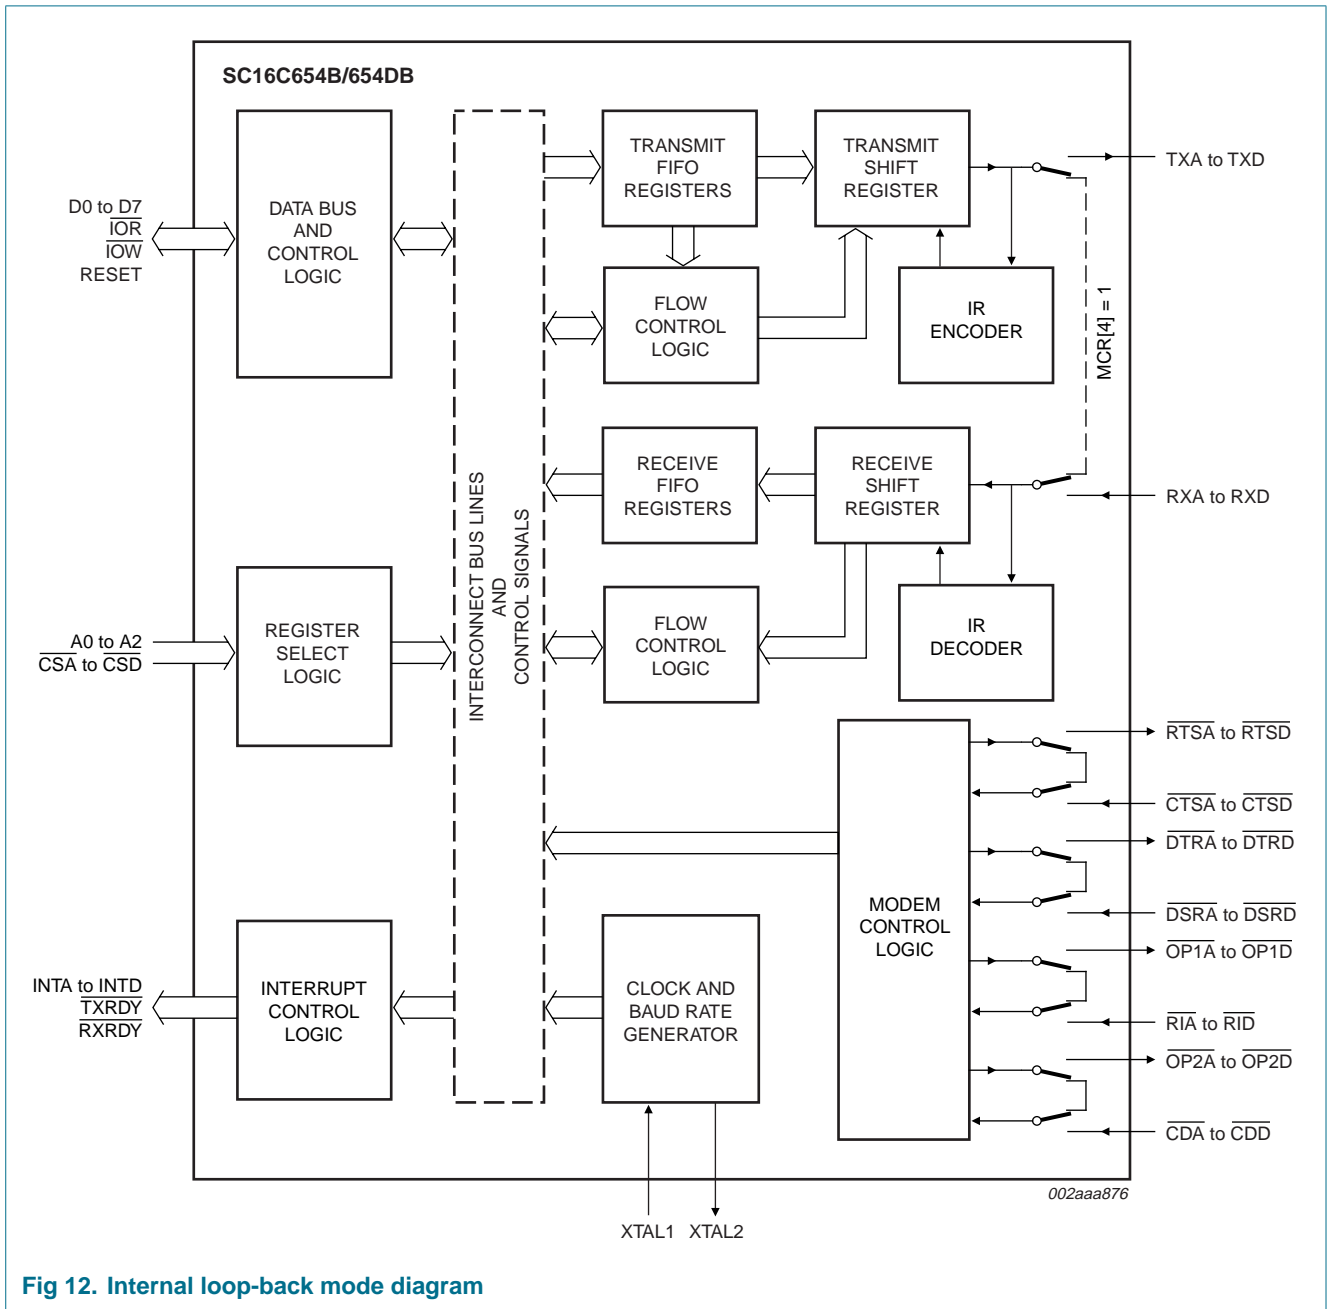 SC16C654B/654DB
TRANSMIT
FIFO
REGISTERS
TRANSMIT
SHIFT
REGISTER
TXA to TXD
D0 to D7
IOR
IOW
RESET
DATA BUS
AND
CONTROL
LOGIC
FLOW
CONTROL
LOGIC
IR
ENCODER
MCR[4] = 1
INTERCONNECT BUS LINES
AND
CONTROL SIGNALS
RECEIVE
FIFO
REGISTERS
RECEIVE
SHIFT
REGISTER
RXA to RXD
A0 to A2
CSA to CSD
REGISTER
SELECT
LOGIC
FLOW
CONTROL
LOGIC
IR
DECODER
RTSA to RTSD
CTSA to CTSD
DTRA to DTRD
MODEM
CONTROL
LOGIC
DSRA to DSRD
OP1A to OP1D
RIA to RID
OP2A to OP2D
CDA to CDD
INTA to INTD
TXRDY
RXRDY
INTERRUPT
CONTROL
LOGIC
CLOCK AND
BAUD RATE
GENERATOR
XTAL1 XTAL2
002aaa876
Fig 12. Internal loop-back mode diagram